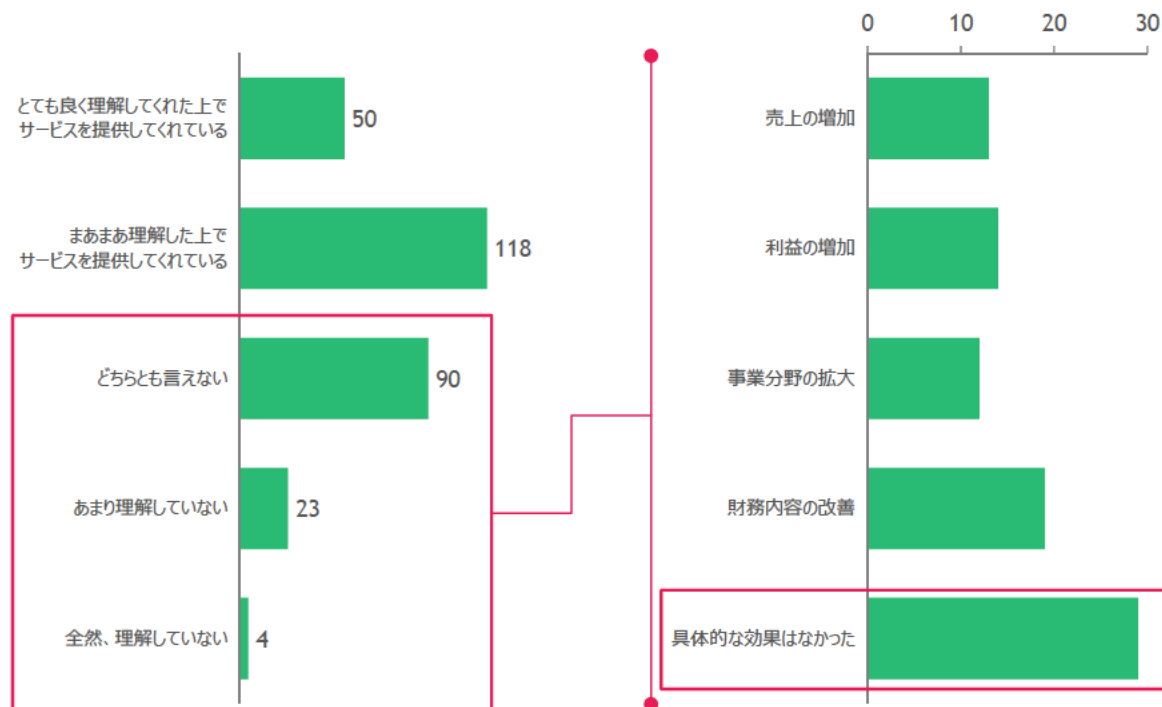 とても良く理解してくれた上で
サービスを提供してくれている
50
まあまあ理解した上で
サービスを提供してくれている
118
どちらとも言えない
90
あまり理解していない
23
全然、理解していない
4
0 10 20 30
売上の増加
利益の増加
事業分野の拡大
財務内容の改善
具体的な効果はなかった